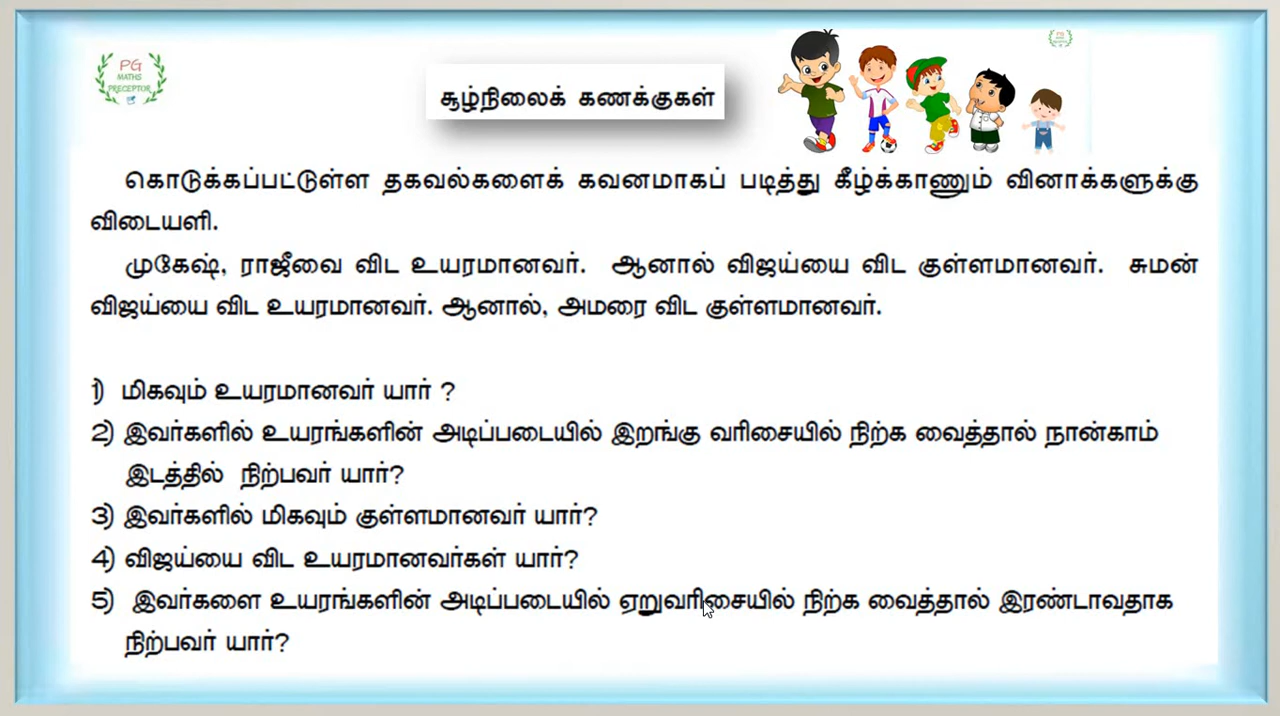 PG
MATHS
PRECEPTOR
சூழ்நிலைக் கணக்குகள்
கொடுக்கப்பட்டுள்ள தகவல்களைக் கவனமாகப் படித்து கீழ்க்காணும் வினாக்களுக்கு
விடையளி.
முகேஷ், ராஜீவை விட உயரமானவர். ஆனால் விஜய்யை விட குள்ளமானவர். சுமன்
விஜய்யை விட உயரமானவர். ஆனால், அமரை விட குள்ளமானவர்.
1) மிகவும் உயரமானவர் யார் ?
2) இவர்களில் உயரங்களின் அடிப்படையில் இறங்கு வரிசையில் நிற்க வைத்தால் நான்காம்
இடத்தில் நிற்பவர் யார்?
3) இவர்களில் மிகவும் குள்ளமானவர் யார்?
4) விஜய்யை விட உயரமானவர்கள் யார்?
5) இவர்களை உயரங்களின் அடிப்படையில் ஏறுவரிசையில் நிற்க வைத்தால் இரண்டாவதாக
நிற்பவர் யார்?